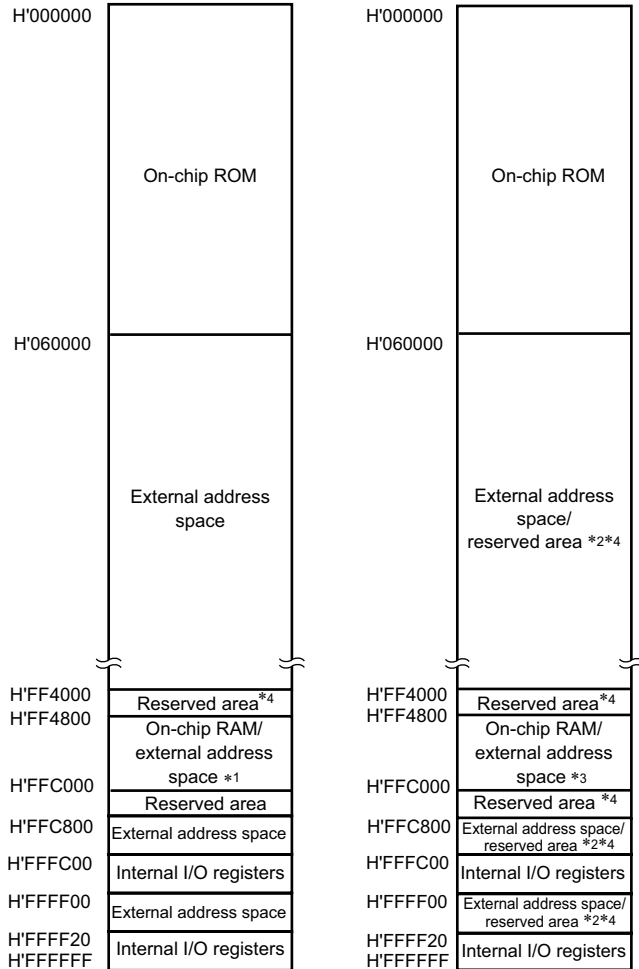 H'000000
On-chip ROM
H'060000
External address
space
H'FF4000
Reserved area*4
H'FF4800
On-chip RAM/
external address
space *1
H'FFC000
Reserved area
H'FFC800
External address space
H'FFFC00
Internal I/O registers
H'FFFF00
External address space
H'FFFF20
Internal I/O registers
H'FFFFFF
H'000000
On-chip ROM
H'060000
External address
space/
reserved area *2*4
H'FF4000
Reserved area*4
H'FF4800
On-chip RAM/
external address
space *3
H'FFC000
Reserved area *4
H'FFC800
External address space/
reserved area *2*4
H'FFFC00
Internal I/O registers
H'FFFF00
External address space/
reserved area *2*4
H'FFFF20
Internal I/O registers
H'FFFFFF